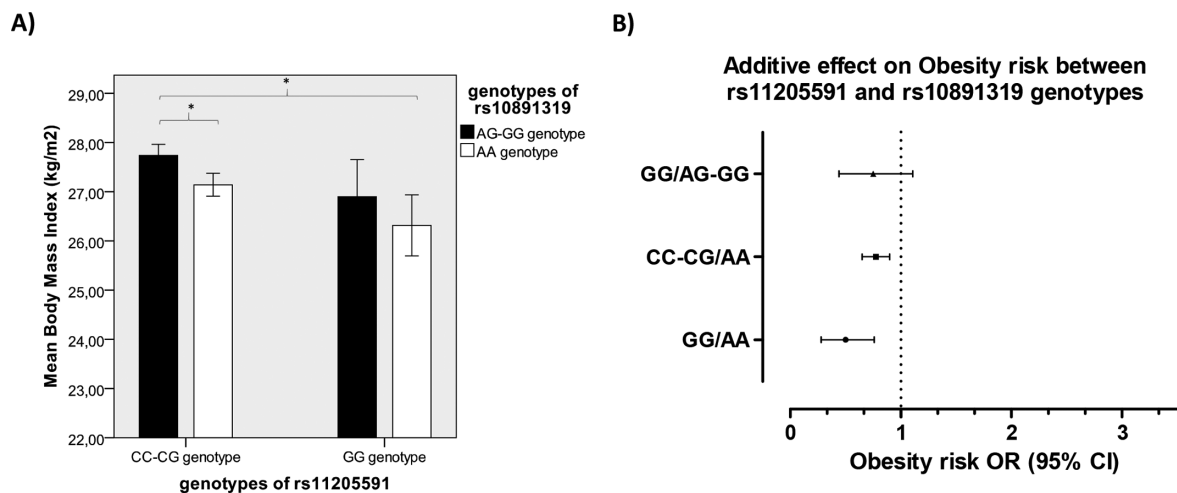 A)
29,00
28,00
27,00
26,00
25,00
24,00
23,00
22,00
Mean Body Mass Index (kg/m2)
*
*
CC-CG genotype
GG genotype
genotypes of rs11205591
genotypes of
rs10891319
AG-GG genotype
AA genotype
B)
Additive effect on Obesity risk between
rs11205591 and rs10891319 genotypes
GG/AG-GG
CC-CG/AA
GG/AA
0
1
2
3
Obesity risk OR (95% CI)